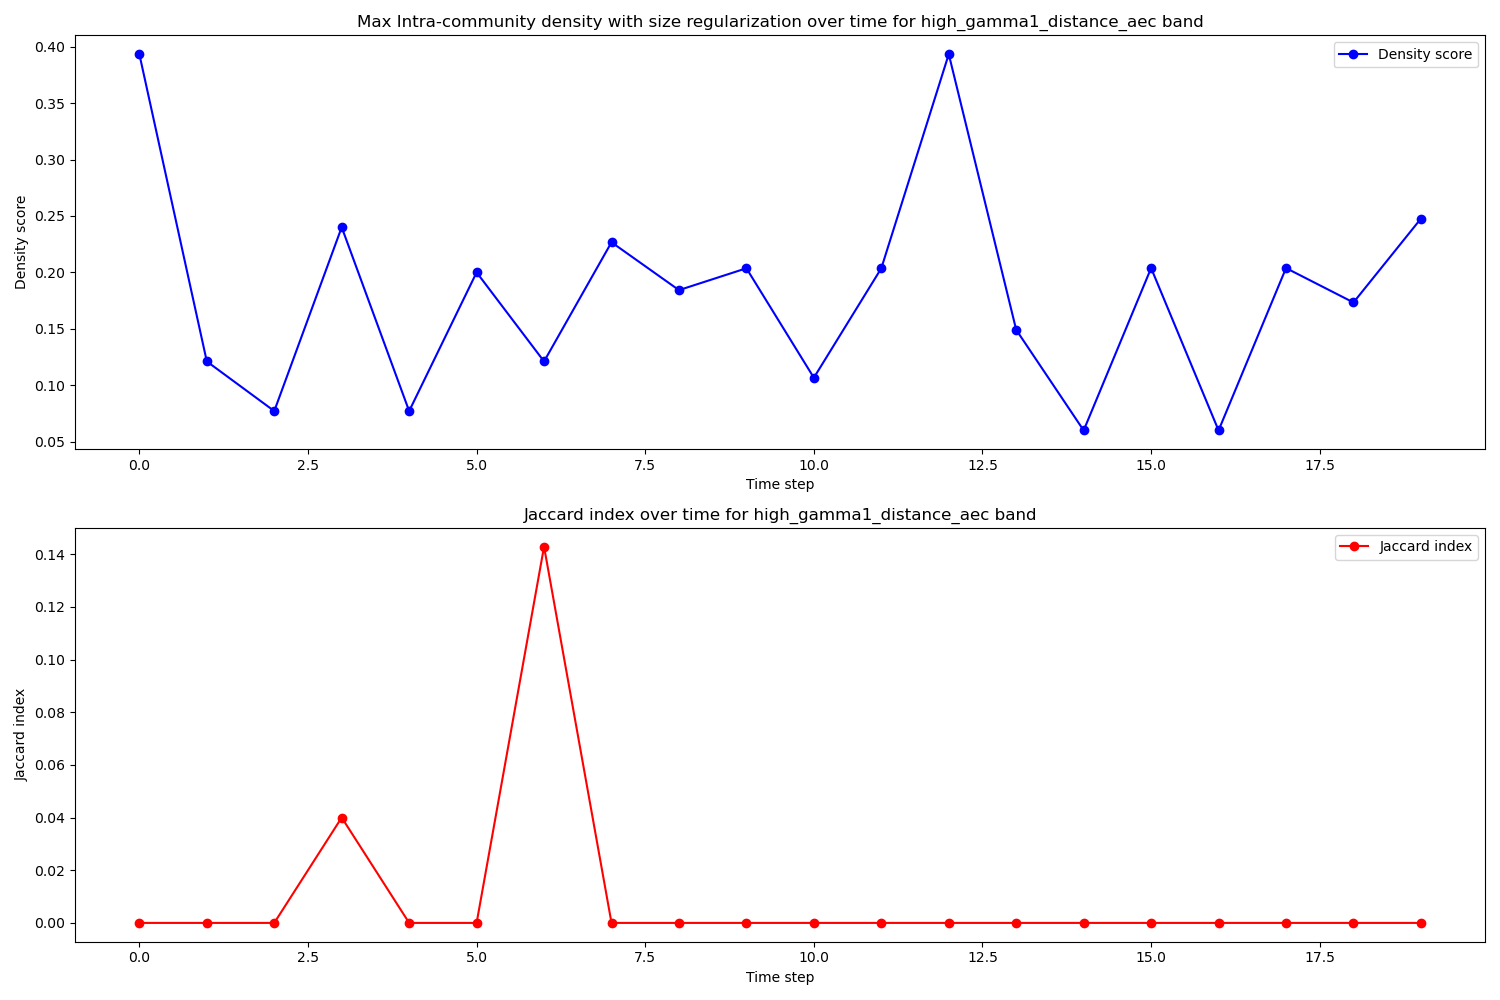 Max Intra-community density with size regularization over time for high_gamma1_distance_aec band
Density score
0.40
0.35
0.30
0.25
0.20
0.15
0.10
0.05
Density score
0.0 2.5 5.0 7.5 10.0 12.5 15.0 17.5
Time step
Jaccard index over time for high_gamma1_distance_aec band
Jaccard index
0.14
0.12
0.10
0.08
0.06
0.04
0.02
0.00
Jaccard index
0.0 2.5 5.0 7.5 10.0 12.5 15.0 17.5
Time step